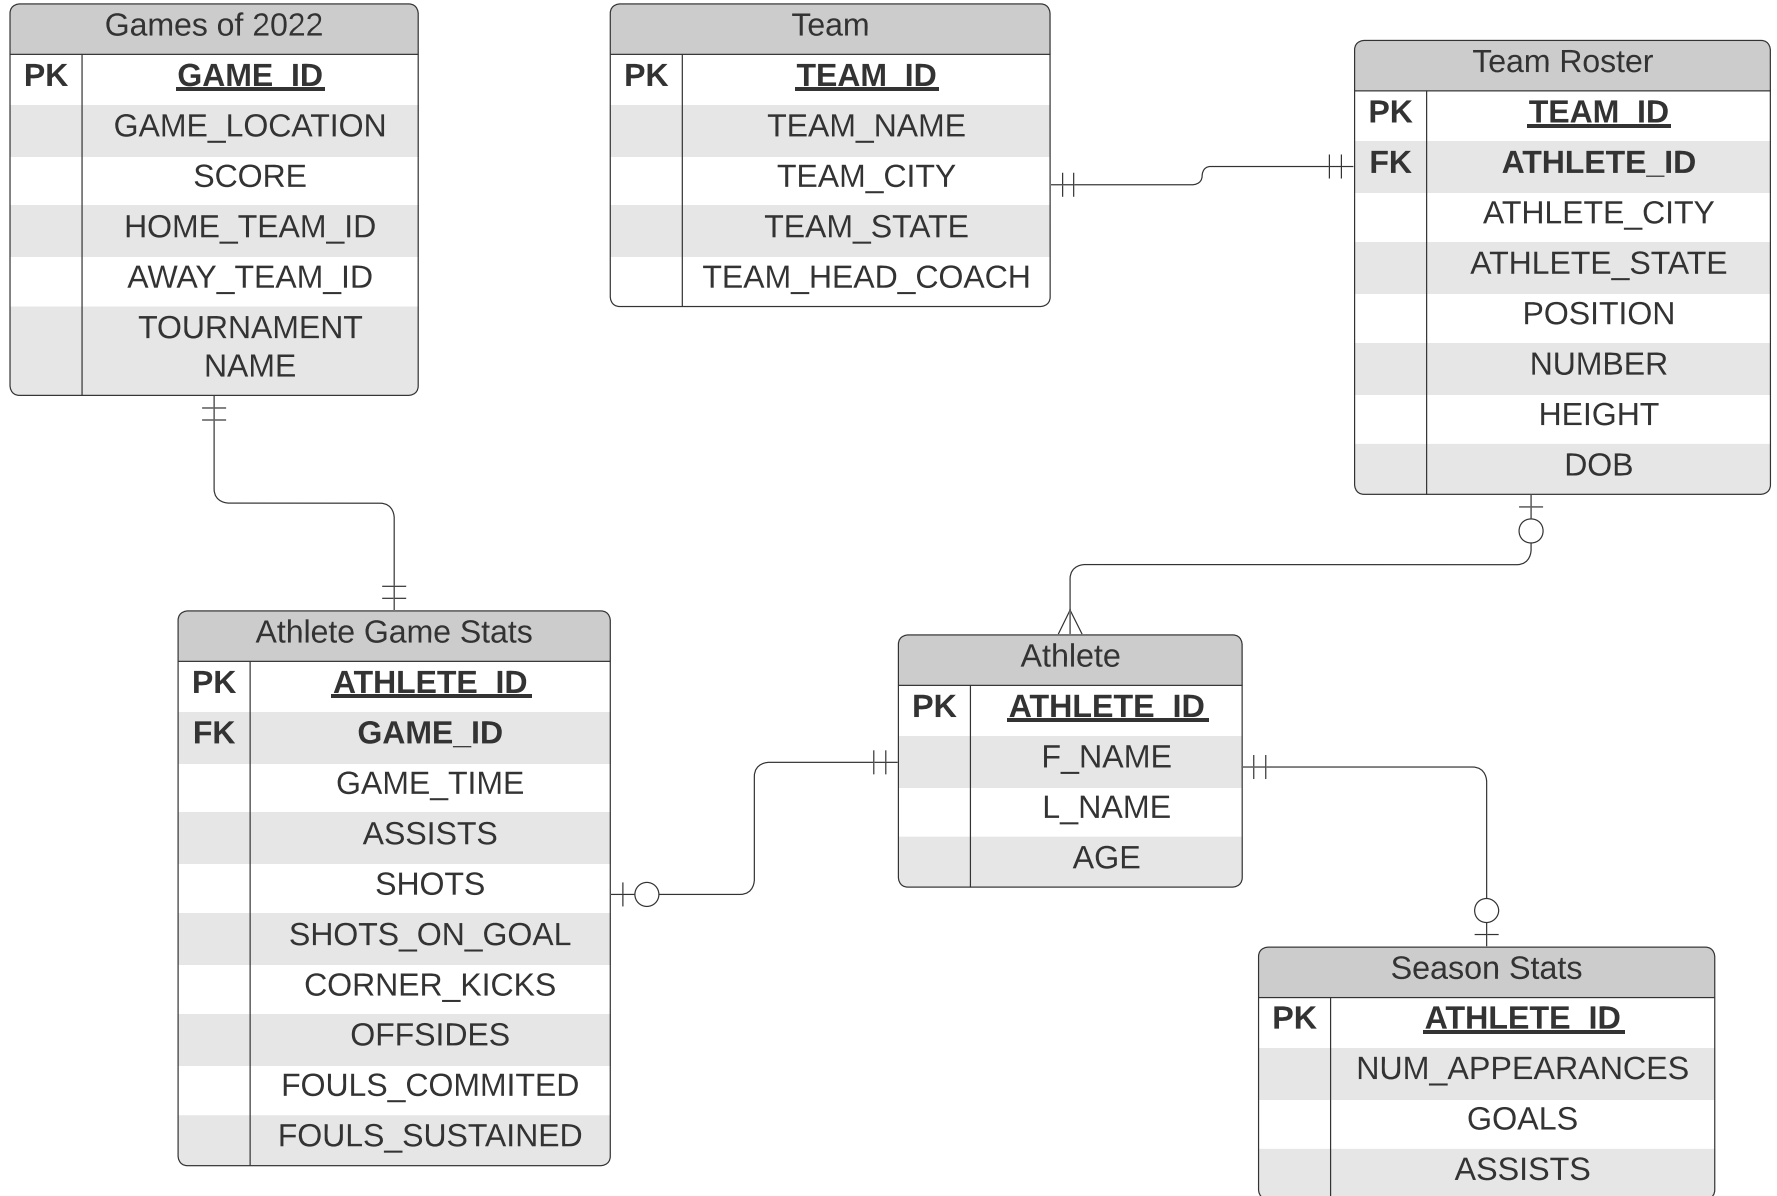 Games of 2022
PK GAME_ID
GAME_LOCATION
SCORE
HOME_TEAM_ID
AWAY_TEAM_ID
TOURNAMENT
NAME
Team
PK TEAM_ID
TEAM_NAME
TEAM_CITY
TEAM_STATE
TEAM_HEAD_COACH
Team Roster
PK TEAM_ID
FK ATHLETE_ID
ATHLETE_CITY
ATHLETE_STATE
POSITION
NUMBER
HEIGHT
DOB
Athlete Game Stats
PK ATHLETE_ID
FK GAME_ID
GAME_TIME
ASSISTS
SHOTS
SHOTS_ON_GOAL
CORNER_KICKS
OFFSIDES
FOULS_COMMITED
FOULS_SUSTAINED
Athlete
PK ATHLETE_ID
F_NAME
L_NAME
AGE
Season Stats
PK ATHLETE_ID
NUM_APPEARANCES
GOALS
ASSISTS